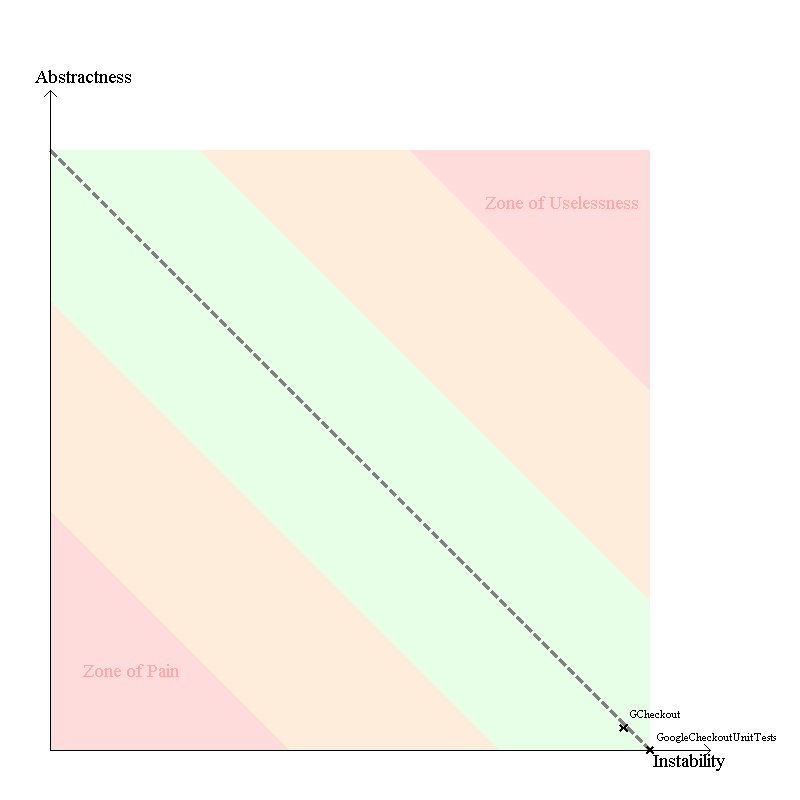 Abstractness
Zone of Uselessness
Zone of Pain
GCheckout
GoogleCheckoutUnitTests
Instability